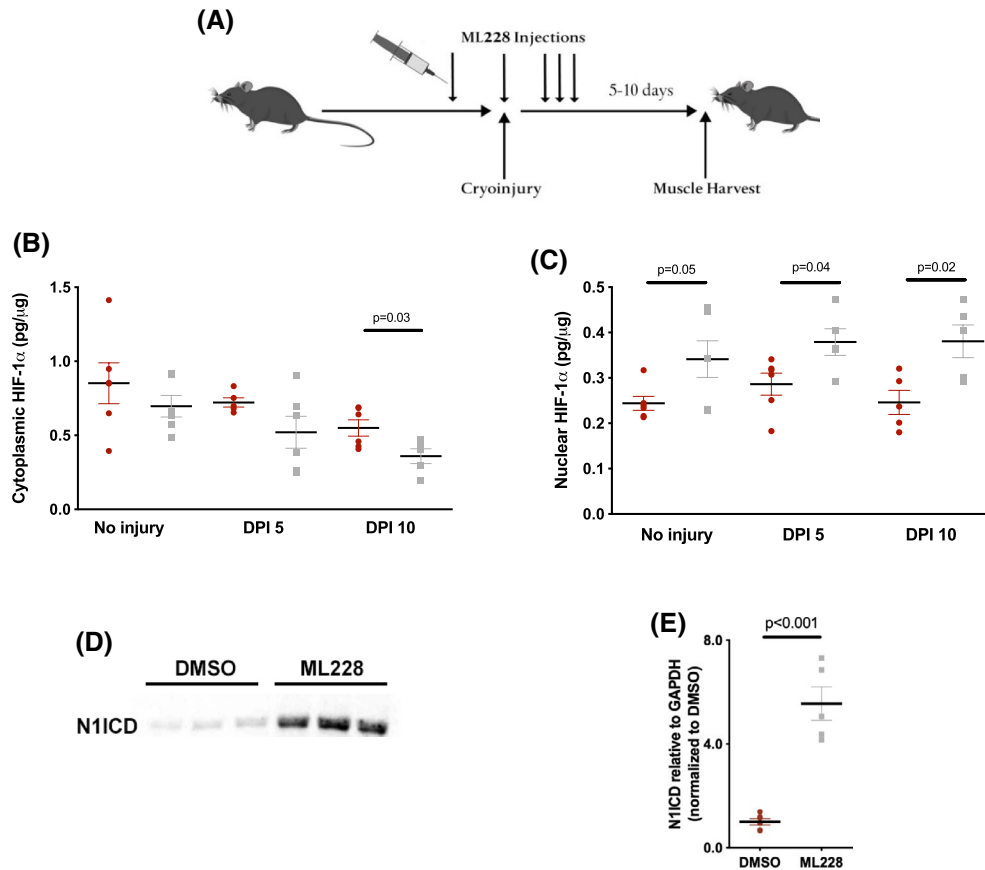 (A)
ML228 Injections
5-10 days
Cryoinjury
Muscle Harvest
(B)
Cytoplasmic HIF-1α (pg/μg)
1.5
1.0
0.5
0.0
p=0.03
No injury
DPI 5
DPI 10
(C)
Nuclear HIF-1α (pg/μg)
0.5
0.4
0.3
0.2
0.1
0.0
p=0.05
p=0.04
p=0.02
No injury
DPI 5
DPI 10
(D)
DMSO
ML228
N1ICD
(E)
N1ICD relative to GAPDH
(normalized to DMSO)
8.0
4.0
0.0
p<0.001
DMSO
ML228